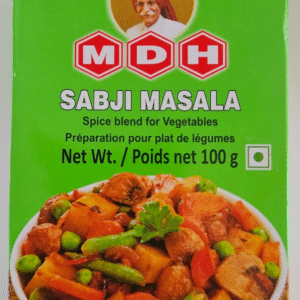 MDH
SABJI MASALA
Spice blend for Vegetables
Préparation pour plat de légumes
Net Wt. / Poids net 100 g